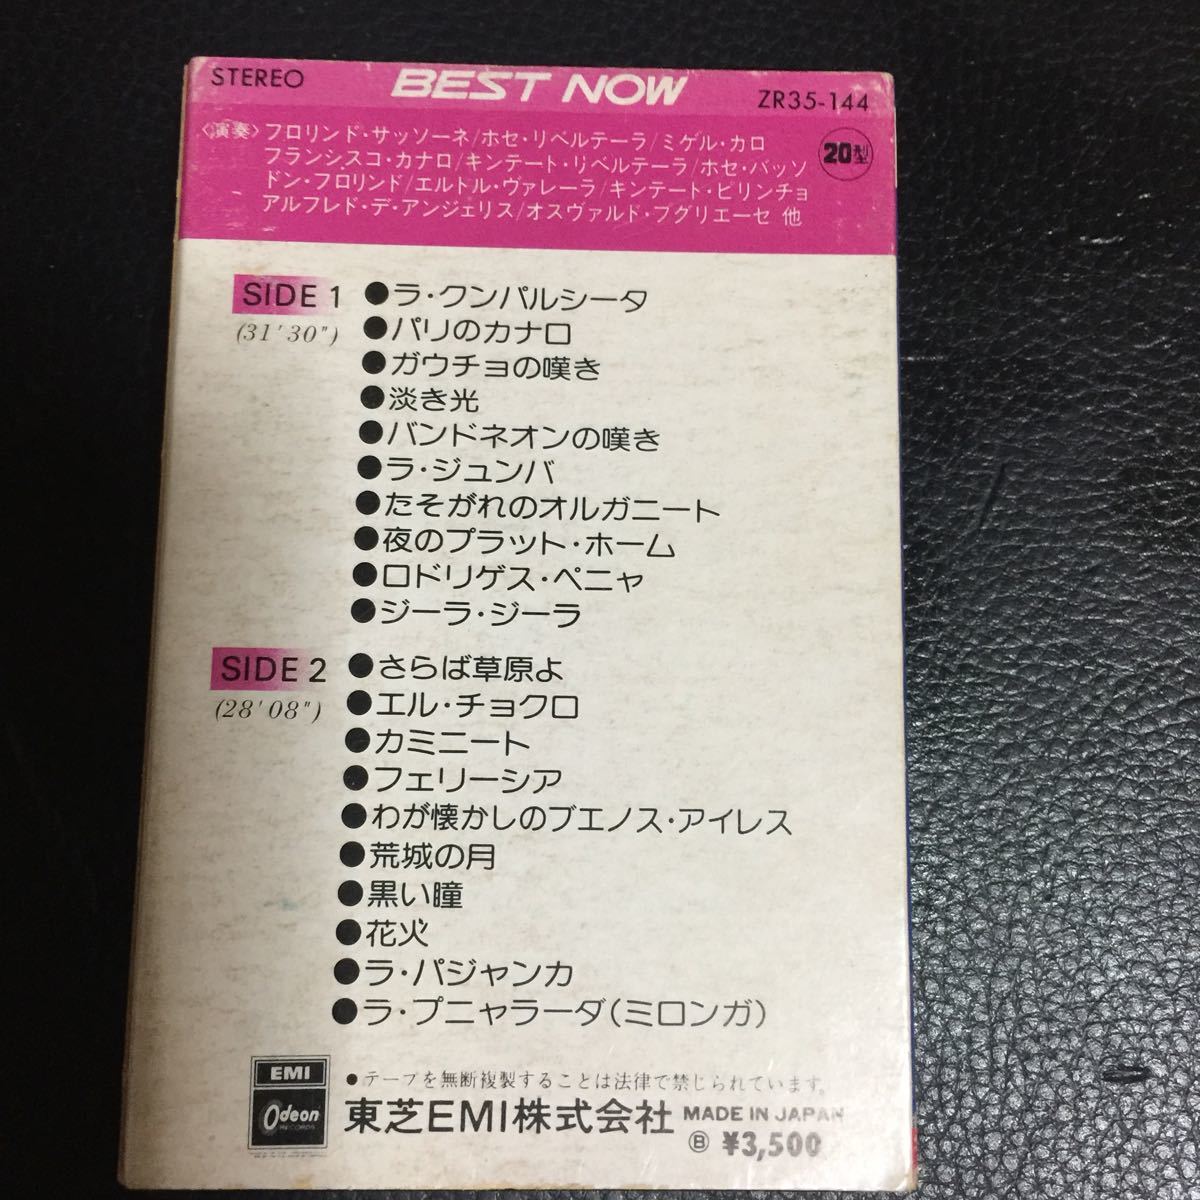 STEREO
BEST NOW
ZR35-144
〈演奏〉フロリンド・サッソーネ/ホセ・リベルテーラ/ミゲル・カロ
フランシスコ・カナロ/キンテート・リベルテーラ/ホセ・バッソ
ドン・フロリンド/エルトル・ヴァレーラ/キンテート・ピリンチョ
アルフレド・デ・アンジェリス/オスヴァルド・プグリエーセ 他
20型
SIDE 1
(31'30")
●ラ・クンパルシータ
●パリのカナロ
●ガウチョの嘆き
●淡き光
●バンドネオンの嘆き
●ラ・ジュンバ
●たそがれのオルガニート
●夜のプラット・ホーム
●ロドリゲス・ペニャ
●ジーラ・ジーラ
SIDE 2
(28'08")
●さらば草原よ
●エル・チョクロ
●カミニート
●フェリーシア
●わが懐かしのブエノス・アイレス
●荒城の月
●黒い瞳
●花火
●ラ・パジャンカ
●ラ・プニャラーダ(ミロンガ)
EMI
Odeon
RECORDS
●テープを無断複製することは法律で禁じられています。
東芝EMI株式会社 MADE IN JAPAN
Ⓑ ¥3,500